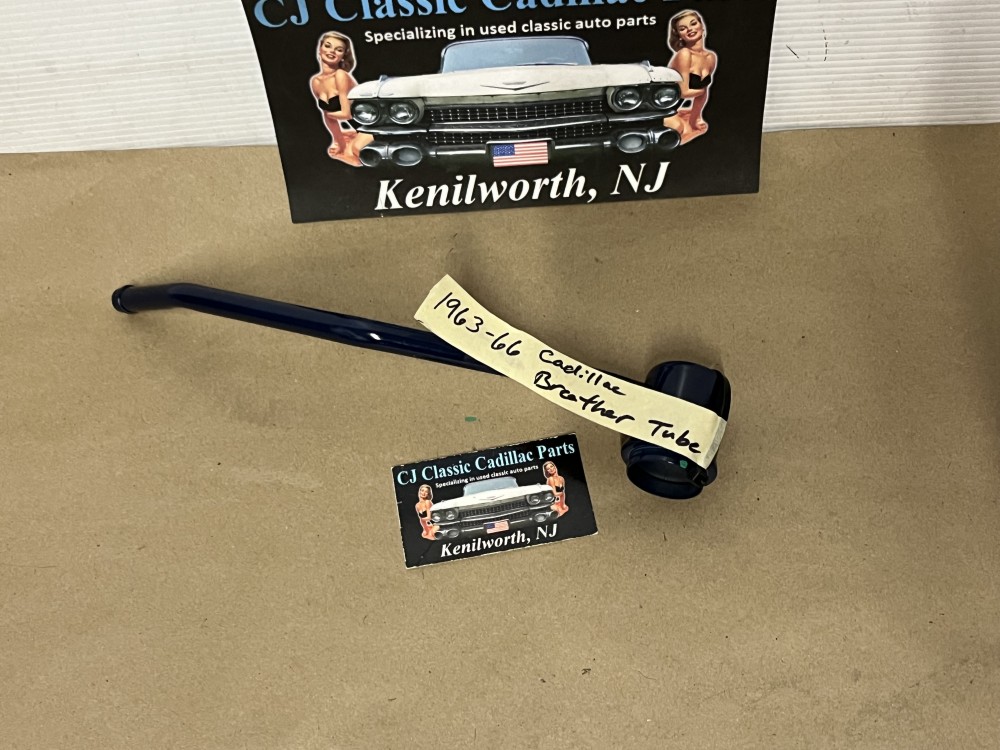 CJ Classic Cadillac
Specializing in used classic auto parts
Kenilworth, NJ
1963-66 Cadillac
Breather Tube
CJ Classic Cadillac Parts
Specializing in used classic auto parts
Kenilworth, NJ